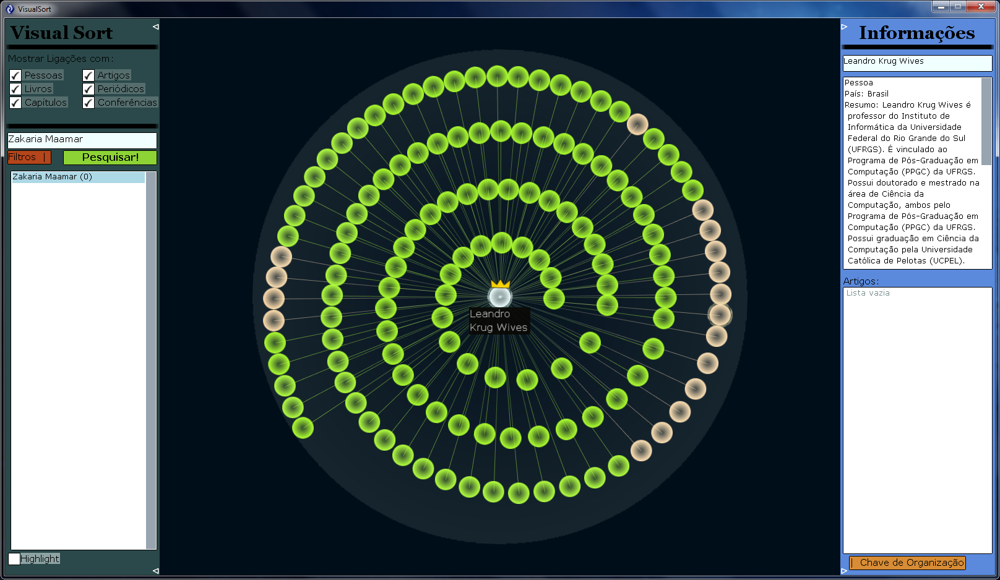 VisualSort
Visual Sort
Mostrar Ligações com:
Pessoas
Artigos
Livros
Periódicos
Capítulos
Conferências
Zakaria Maamar
Filtros |
Pesquisar!
Zakaria Maamar (0)
Highlight
Leandro
Krug Wives
Informações
Leandro Krug Wives
Pessoa
País: Brasil
Resumo: Leandro Krug Wives é
professor do Instituto de
Informática da Universidade
Federal do Rio Grande do Sul
(UFRGS). É vinculado ao
Programa de Pós-Graduação em
Computação (PPGC) da UFRGS.
Possui doutorado e mestrado na
área de Ciência da
Computação, ambos pelo
Programa de Pós-Graduação em
Computação (PPGC) da UFRGS.
Possui graduação em Ciência da
Computação pela Universidade
Católica de Pelotas (UCPEL).
Artigos:
Lista vazia
| Chave de Organização